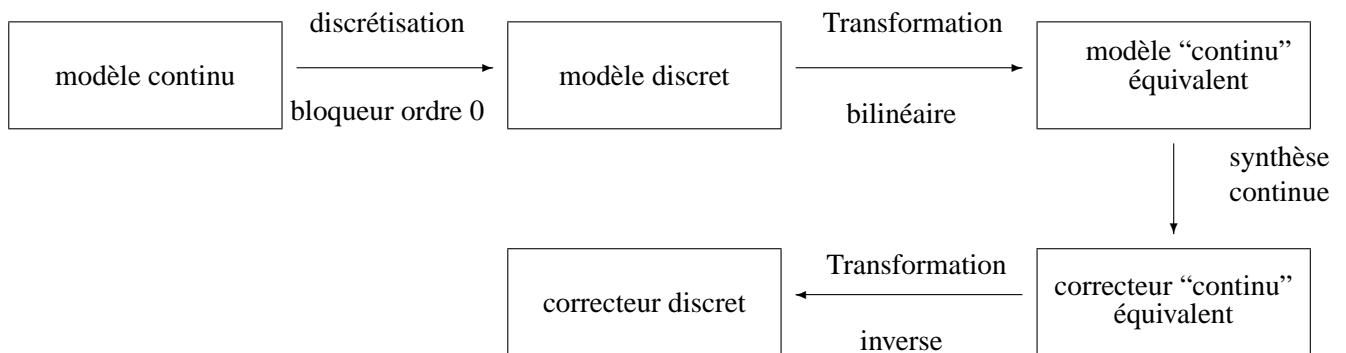 discrétisation
Transformation
modèle continu
modèle discret
modèle “continu”
équivalent
bloqueur ordre 0
bilinéaire
synthèse
continue
Transformation
correcteur discret
correcteur “continu”
équivalent
inverse